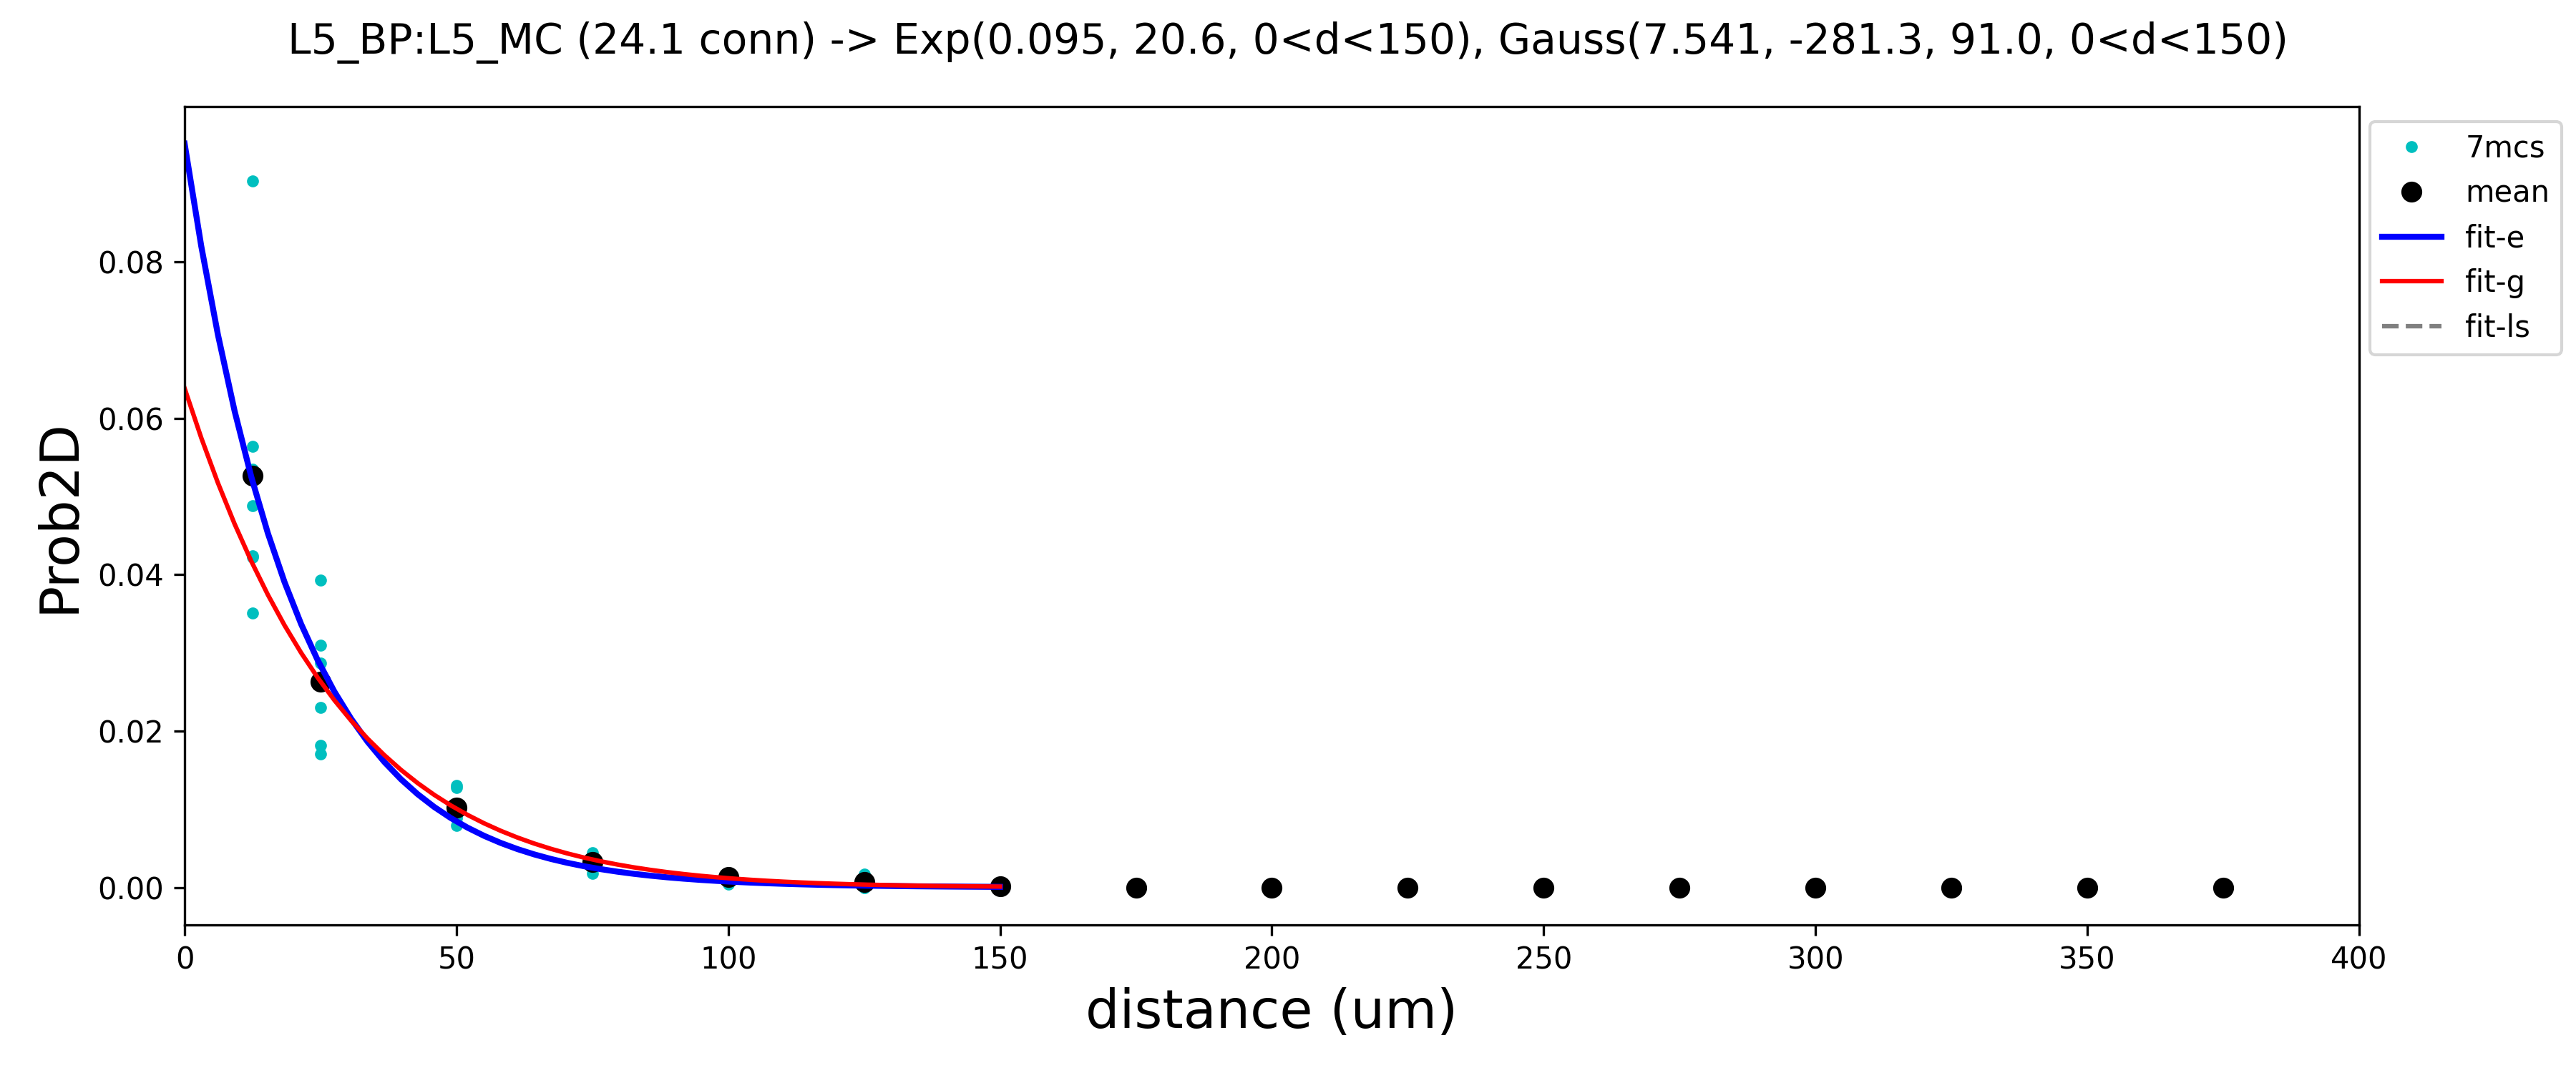 L5_BP:L5_MC (24.1 conn) -> Exp(0.095, 20.6, 0<d<150), Gauss(7.541, -281.3, 91.0, 0<d<150)
7mcs
mean
fit-e
fit-g
fit-ls
Prob2D
0.08
0.06
0.04
0.02
0.00
0 50 100 150 200 250 300 350 400
distance (um)